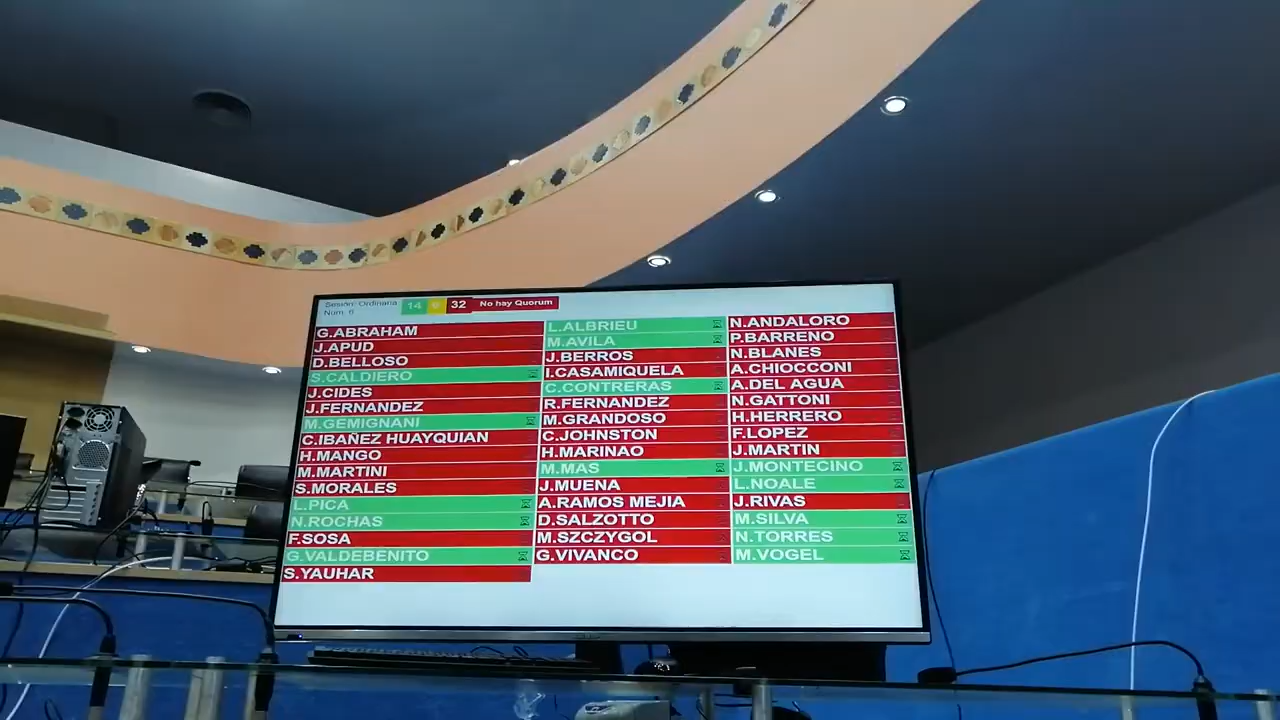 Sesión: Ordinaria 14 0 32 No hay Quorum
Num. 6
G.ABRAHAM L.ALBRIEU N.ANDALORO
J.APUD M.AVILA P.BARRENO
D.BELLOSO J.BERROS N.BLANES
S.CALDIERO I.CASAMIQUELA A.CHIOCCONI
J.CIDES C.CONTRERAS A.DEL AGUA
J.FERNANDEZ R.FERNANDEZ N.GATTONI
M.GEMIGNANI M.GRANDOSO H.HERRERO
C.IBAÑEZ HUAYQUIAN C.JOHNSTON F.LOPEZ
H.MANGO H.MARINAO J.MARTIN
M.MARTINI M.MAS J.MONTECINO
S.MORALES J.MUENA L.NOALE
L.PICA A.RAMOS MEJIA J.RIVAS
N.ROCHAS D.SALZOTTO M.SILVA
F.SOSA M.SZCZYGOL N.TORRES
G.VALDEBENITO G.VIVANCO M.VOGEL
S.YAUHAR